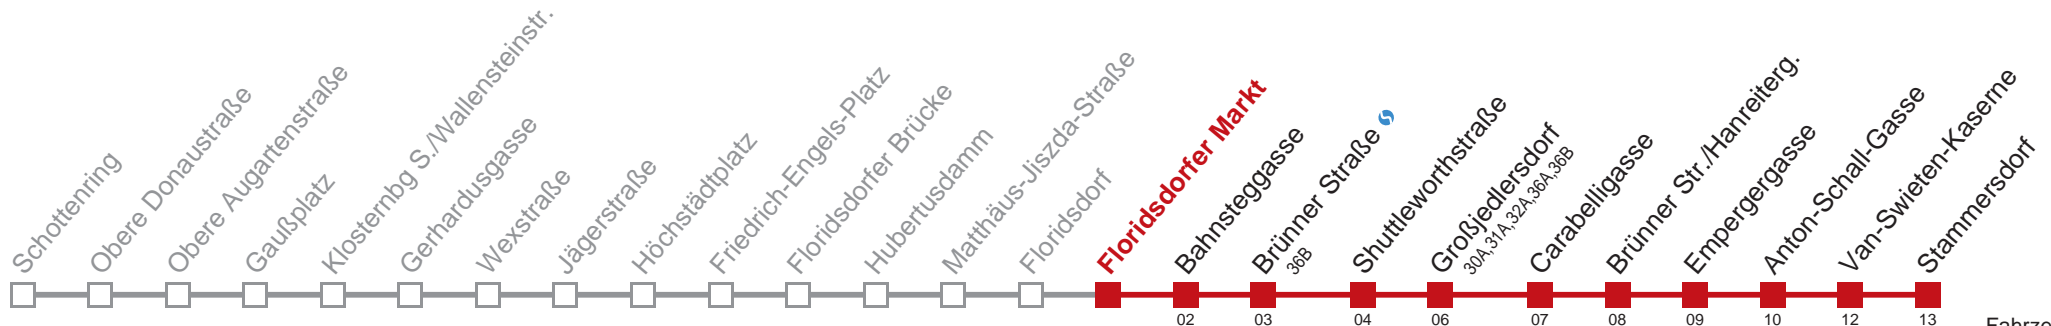 Schottenring
Obere Donaustraße
Obere Augartenstraße
Gaußplatz
Klosternbg S./Wallensteinstr.
Gerhardusgasse
Wexstraße
Jägerstraße
Höchstädtplatz
Friedrich-Engels-Platz
Floridsdorfer Brücke
Hubertusdamm
Matthäus-Jiszda-Straße
Floridsdorf
Floridsdorfer Markt
Bahnsteggasse
Brünner Straße
36B
Shuttleworthstraße
Großjedlersdorf
30A,31A,32A,36A,36B
Carabelligasse
Brünner Str./Hanreiterg.
Empergergasse
Anton-Schall-Gasse
Van-Swieten-Kaserne
Stammersdorf
02 03 04 06 07 08 09 10 12 13